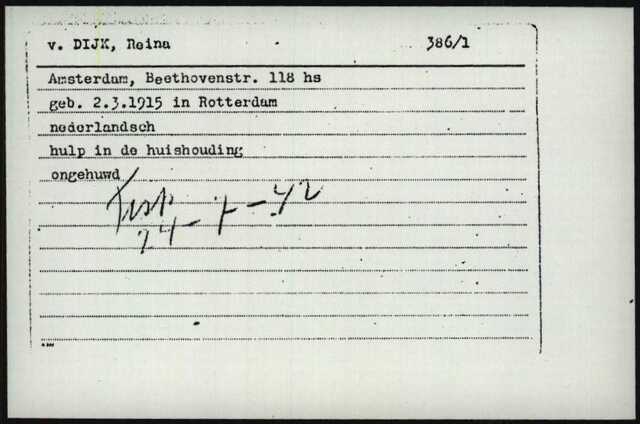 v. DIJK, Reina 386/1
Amsterdam, Beethovenstr. 118 hs
geb. 2.3.1915 in Rotterdam
nederlandsch
hulp in de huishouding
ongehuwd
24-7-42